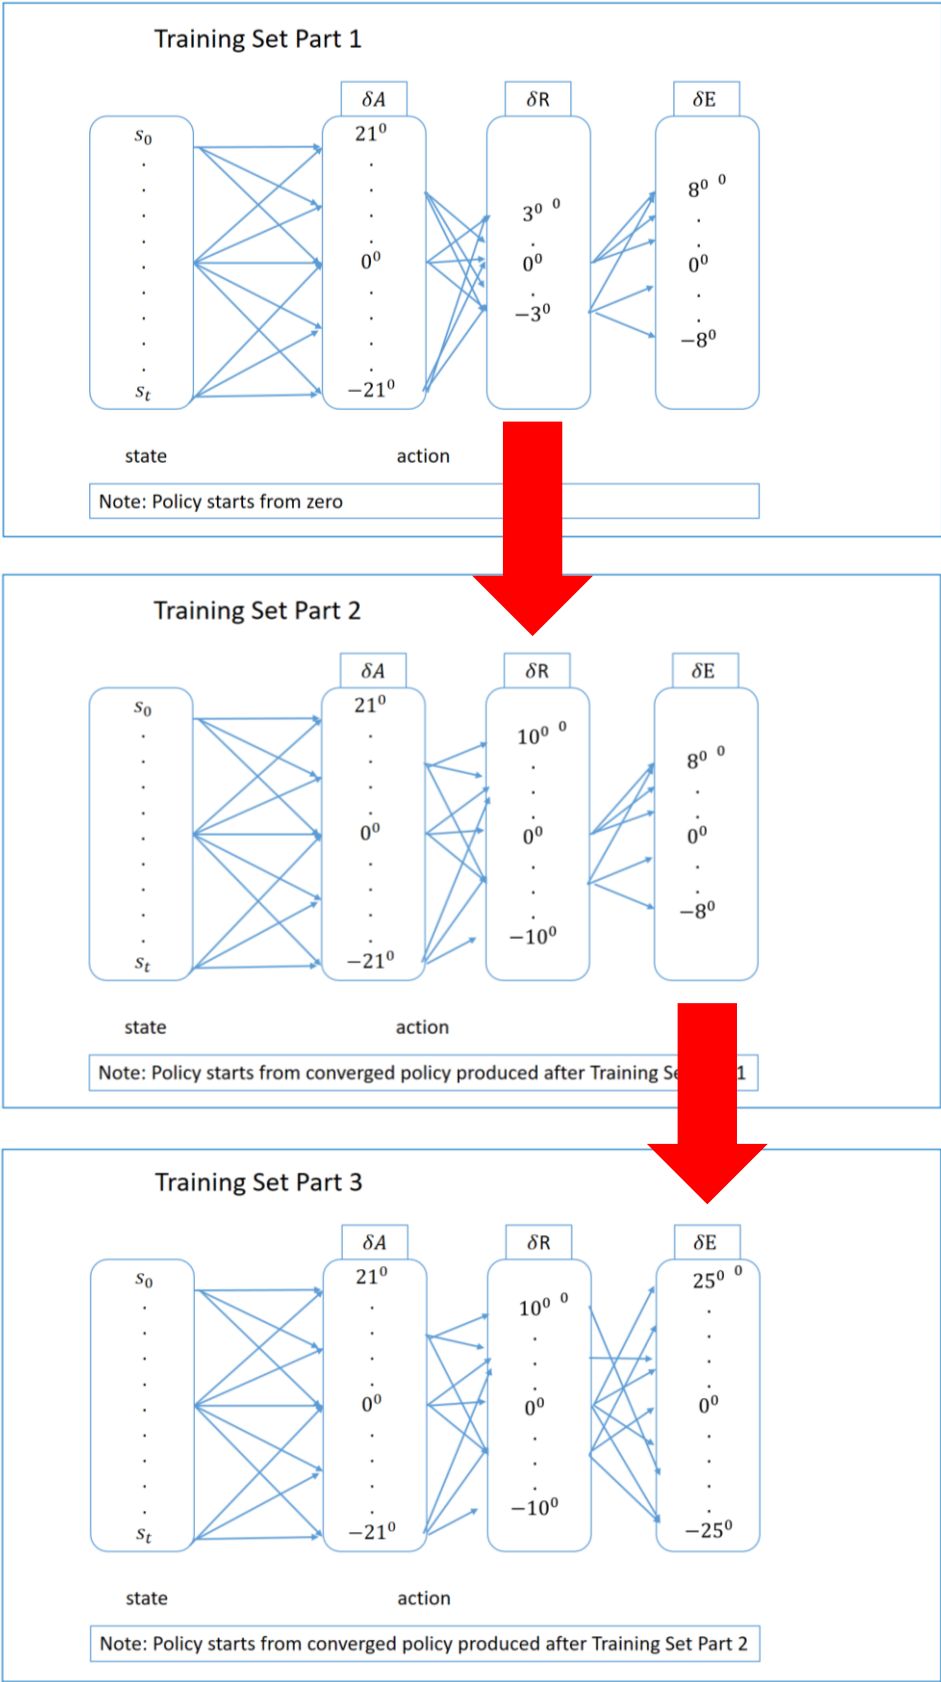 Training Set Part 1
δA δR δE
s₀ 21⁰
8⁰ ⁰
3⁰ ⁰
0⁰ 0⁰ 0⁰
−3⁰
−8⁰
sₜ −21⁰
state action
Note: Policy starts from zero
Training Set Part 2
δA δR δE
s₀ 21⁰
10⁰ ⁰
8⁰ ⁰
0⁰ 0⁰ 0⁰
−8⁰
−10⁰
sₜ −21⁰
state action
Note: Policy starts from converged policy produced after Training Se 1
Training Set Part 3
δA δR δE
s₀ 21⁰ 25⁰ ⁰
10⁰ ⁰
0⁰ 0⁰ 0⁰
−10⁰
sₜ −21⁰ −25⁰
state action
Note: Policy starts from converged policy produced after Training Set Part 2